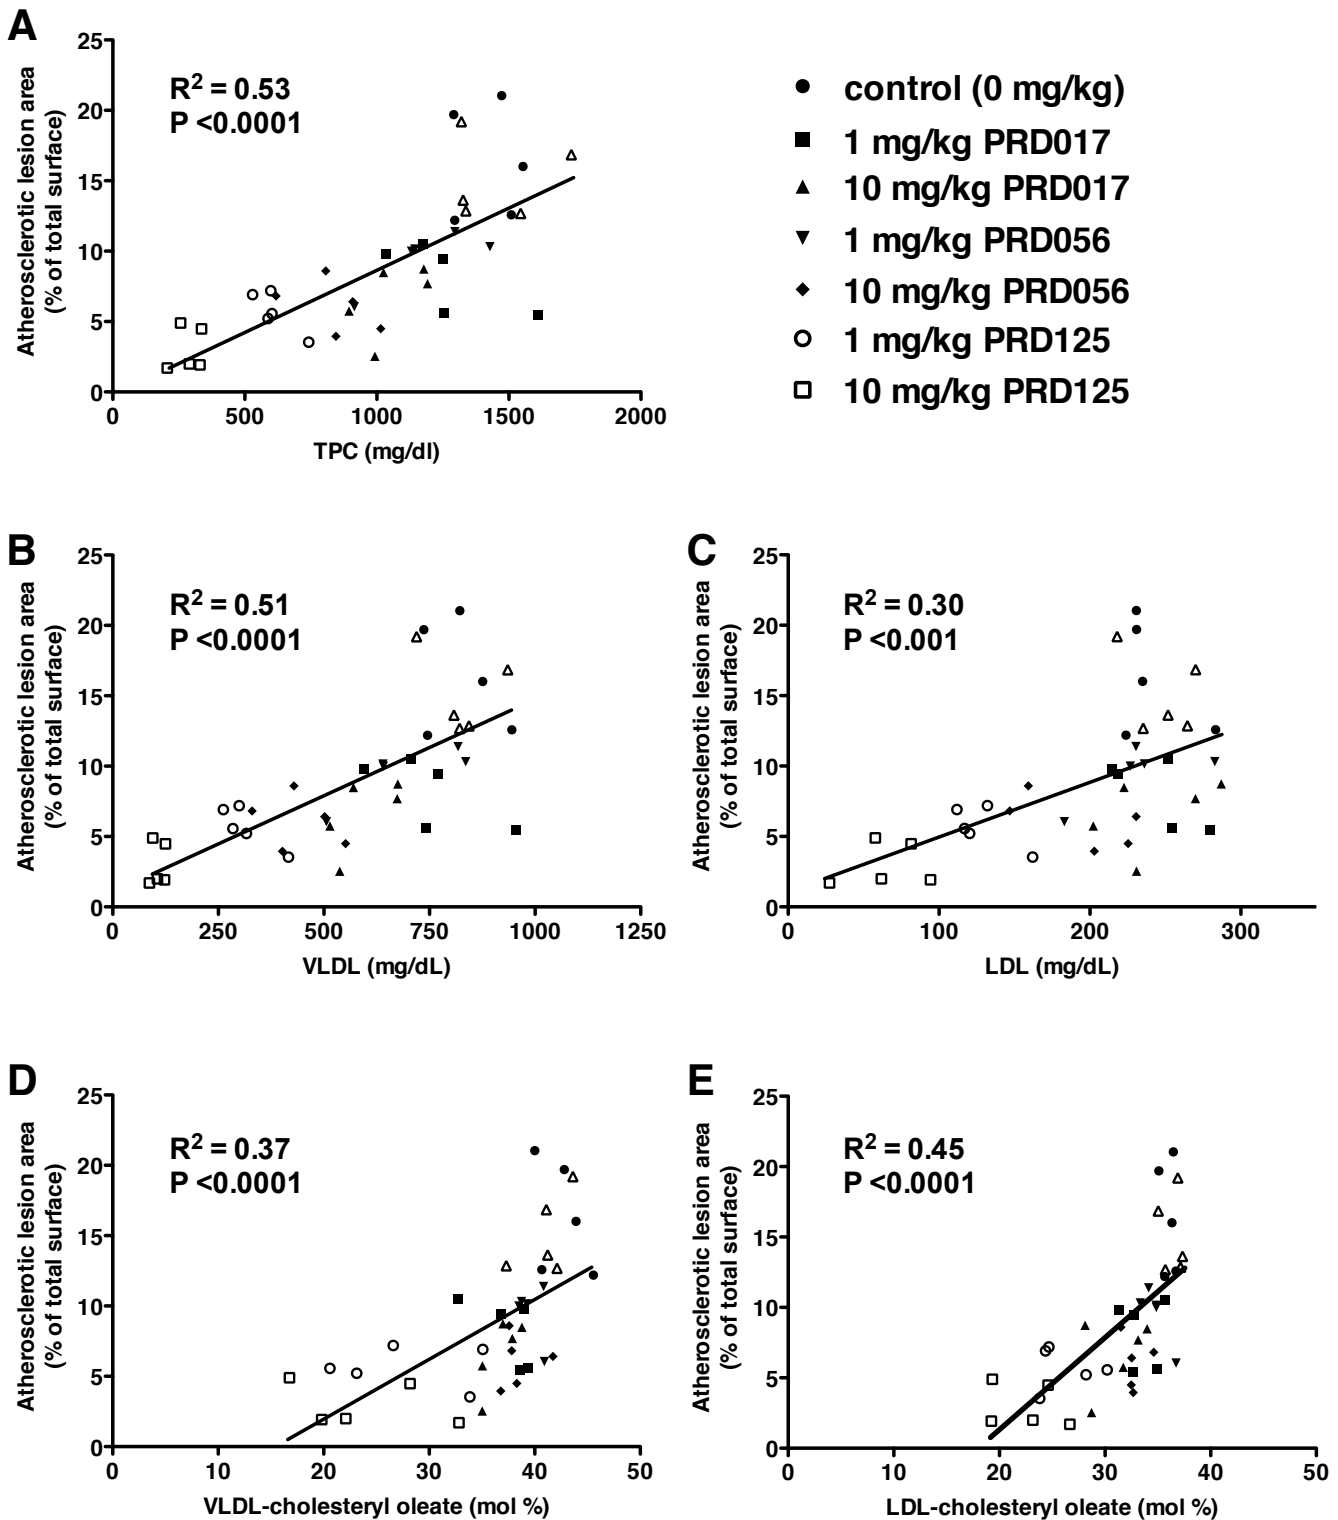 A
Atherosclerotic lesion area
(% of total surface)
25
20
15
10
5
0
R² = 0.53
P <0.0001
0 500 1000 1500 2000
TPC (mg/dl)
control (0 mg/kg)
1 mg/kg PRD017
10 mg/kg PRD017
1 mg/kg PRD056
10 mg/kg PRD056
1 mg/kg PRD125
10 mg/kg PRD125
B
Atherosclerotic lesion area
(% of total surface)
25
20
15
10
5
0
R² = 0.51
P <0.0001
0 250 500 750 1000 1250
VLDL (mg/dL)
C
Atherosclerotic lesion area
(% of total surface)
25
20
15
10
5
0
R² = 0.30
P <0.001
0 100 200 300
LDL (mg/dL)
D
Atherosclerotic lesion area
(% of total surface)
25
20
15
10
5
0
R² = 0.37
P <0.0001
0 10 20 30 40 50
VLDL-cholesteryl oleate (mol %)
E
Atherosclerotic lesion area
(% of total surface)
25
20
15
10
5
0
R² = 0.45
P <0.0001
0 10 20 30 40 50
LDL-cholesteryl oleate (mol %)